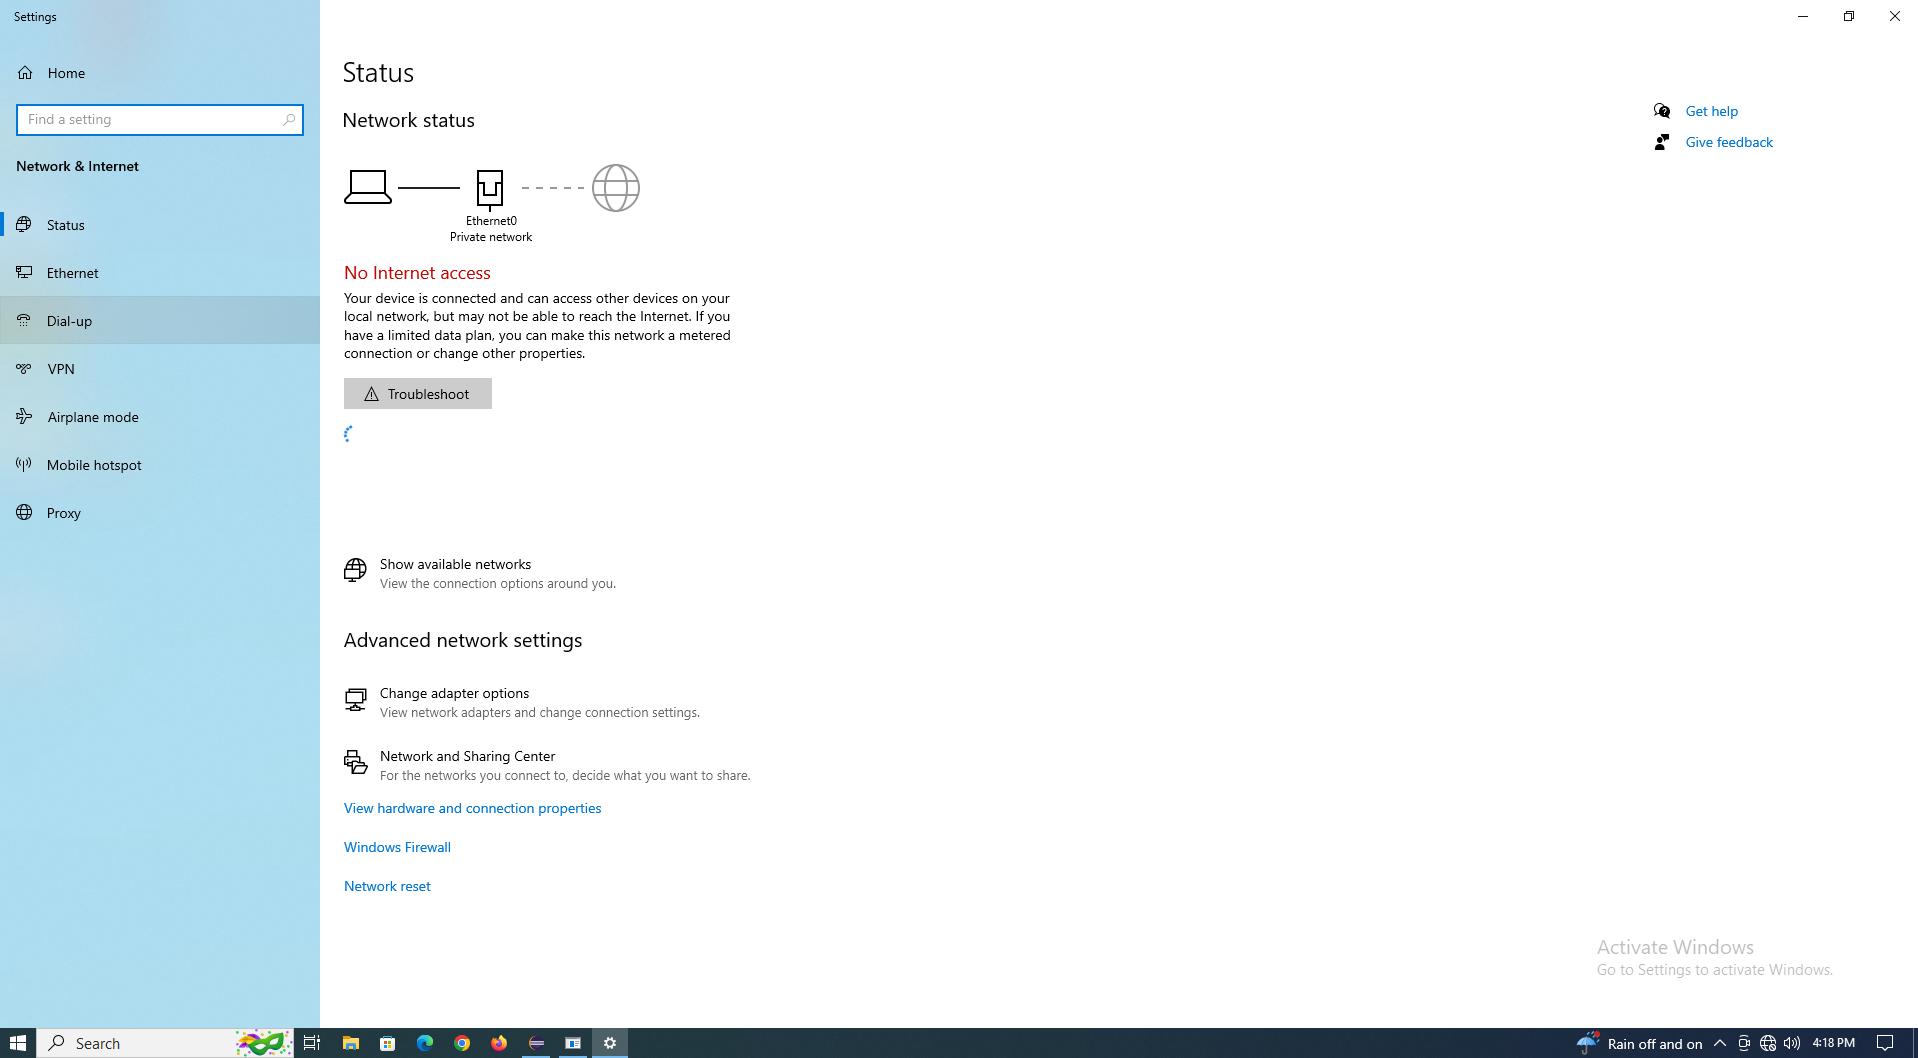 Settings
Home
Find a setting
Network & Internet
Status
Ethernet
Dial-up
VPN
Airplane mode
Mobile hotspot
Proxy
Status
Network status
Ethernet0
Private network
No Internet access
Your device is connected and can access other devices on your
local network, but may not be able to reach the Internet. If you
have a limited data plan, you can make this network a metered
connection or change other properties.
Troubleshoot
Show available networks
View the connection options around you.
Advanced network settings
Change adapter options
View network adapters and change connection settings.
Network and Sharing Center
For the networks you connect to, decide what you want to share.
View hardware and connection properties
Windows Firewall
Network reset
Get help
Give feedback
Activate Windows
Go to Settings to activate Windows.
Search
Rain off and on
4:18 PM